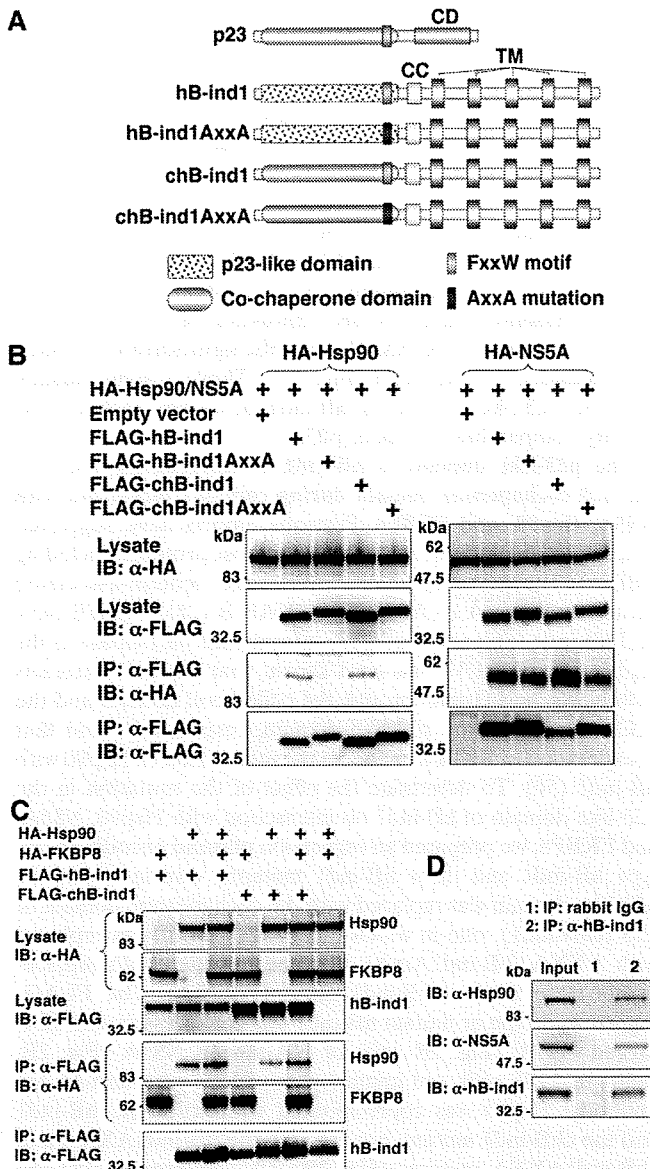 A
p23
CD
CC
TM
hB-ind1
hB-ind1AxxA
chB-ind1
chB-ind1AxxA
p23-like domain
FxxW motif
Co-chaperone domain
AxxA mutation
B
HA-Hsp90
HA-NS5A
HA-Hsp90/NS5A + + + + + + + + + +
Empty vector + +
FLAG-hB-ind1 + +
FLAG-hB-ind1AxxA + +
FLAG-chB-ind1 + +
FLAG-chB-ind1AxxA + +
Lysate
IB: α-HA
kDa
83
kDa
62
47.5
Lysate
IB: α-FLAG
32.5
32.5
IP: α-FLAG
IB: α-HA
83
62
47.5
IP: α-FLAG
IB: α-FLAG
32.5
32.5
C
HA-Hsp90 + + + + +
HA-FKBP8 + + + + +
FLAG-hB-ind1 + + +
FLAG-chB-ind1 + + +
Lysate
IB: α-HA
kDa
83
Hsp90
62
FKBP8
Lysate
IB: α-FLAG
32.5
hB-ind1
IP: α-FLAG
IB: α-HA
83
Hsp90
62
FKBP8
IP: α-FLAG
IB: α-FLAG
32.5
hB-ind1
D
1: IP: rabbit IgG
2: IP: α-hB-ind1
kDa
Input 1 2
IB: α-Hsp90
83
IB: α-NS5A
47.5
IB: α-hB-ind1
32.5